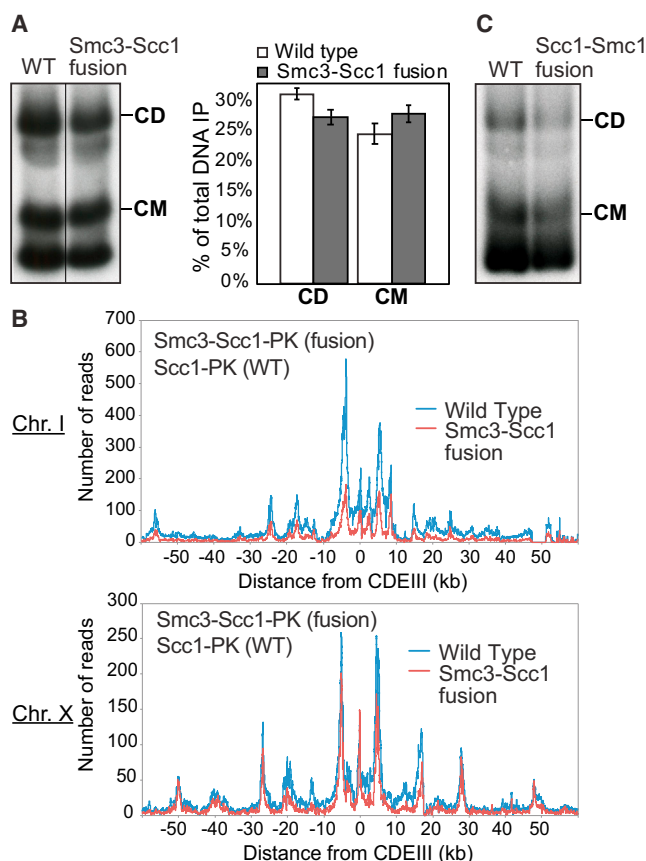 A
WT
Smc3-Scc1
fusion
CD
CM
Wild type
Smc3-Scc1 fusion
% of total DNA IP
30%
25%
20%
15%
10%
5%
0%
CD CM
C
WT
Scc1-Smc1
fusion
CD
CM
B
Chr. I
Number of reads
700
600
500
400
300
200
100
0
Smc3-Scc1-PK (fusion)
Scc1-PK (WT)
Wild Type
Smc3-Scc1
fusion
-50 -40 -30 -20 -10 0 10 20 30 40 50
Distance from CDEIII (kb)
Chr. X
Number of reads
300
250
200
150
100
50
0
Smc3-Scc1-PK (fusion)
Scc1-PK (WT)
Wild Type
Smc3-Scc1
fusion
-50 -40 -30 -20 -10 0 10 20 30 40 50
Distance from CDEIII (kb)